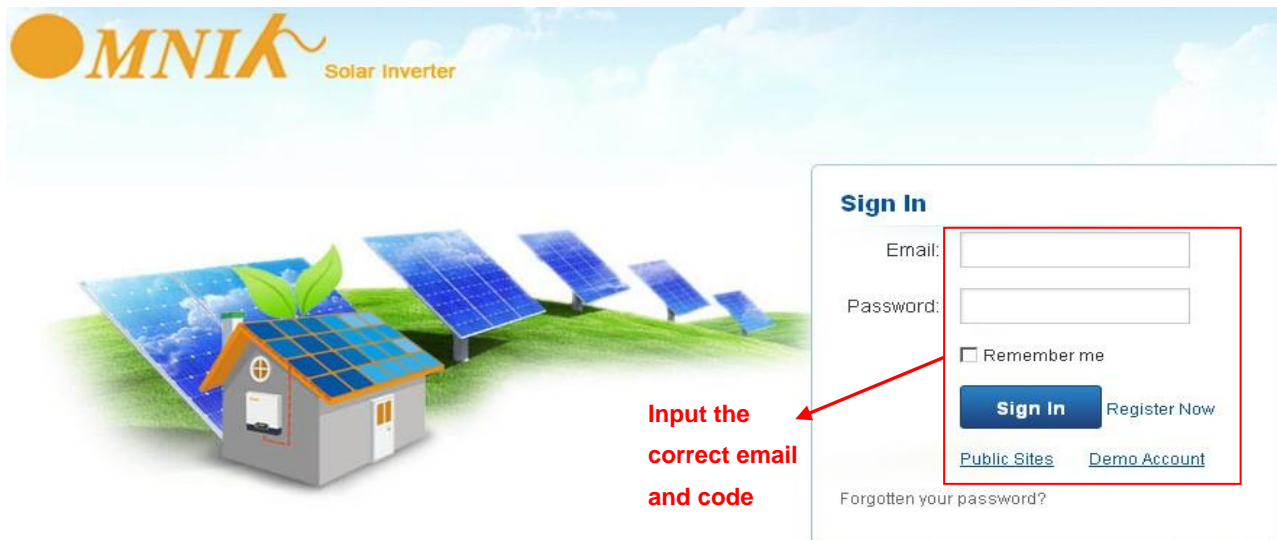 OMNIK Solar Inverter
Sign In
Email:
Password:
Remember me
Sign In Register Now
Public Sites Demo Account
Forgotten your password?
Input the
correct email
and code